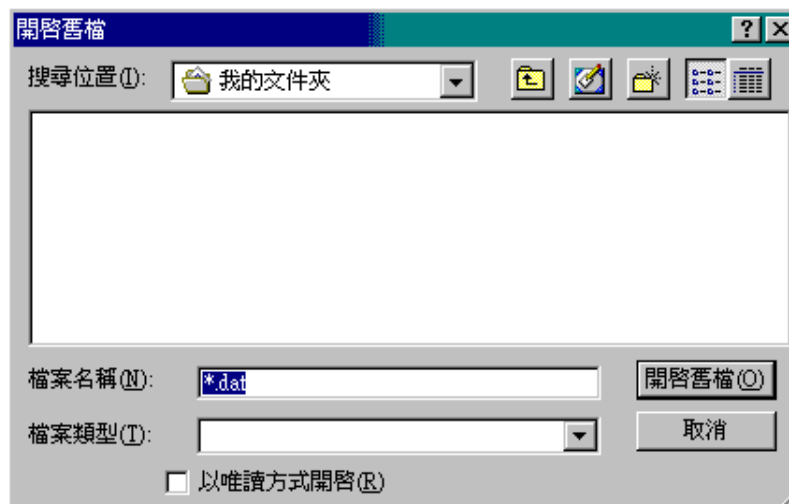 開啓舊檔
搜尋位置(I): 我的文件夾
檔案名稱(N): *.dat 開啓舊檔(O)
檔案類型(T): 取消
以唯讀方式開啓(R)